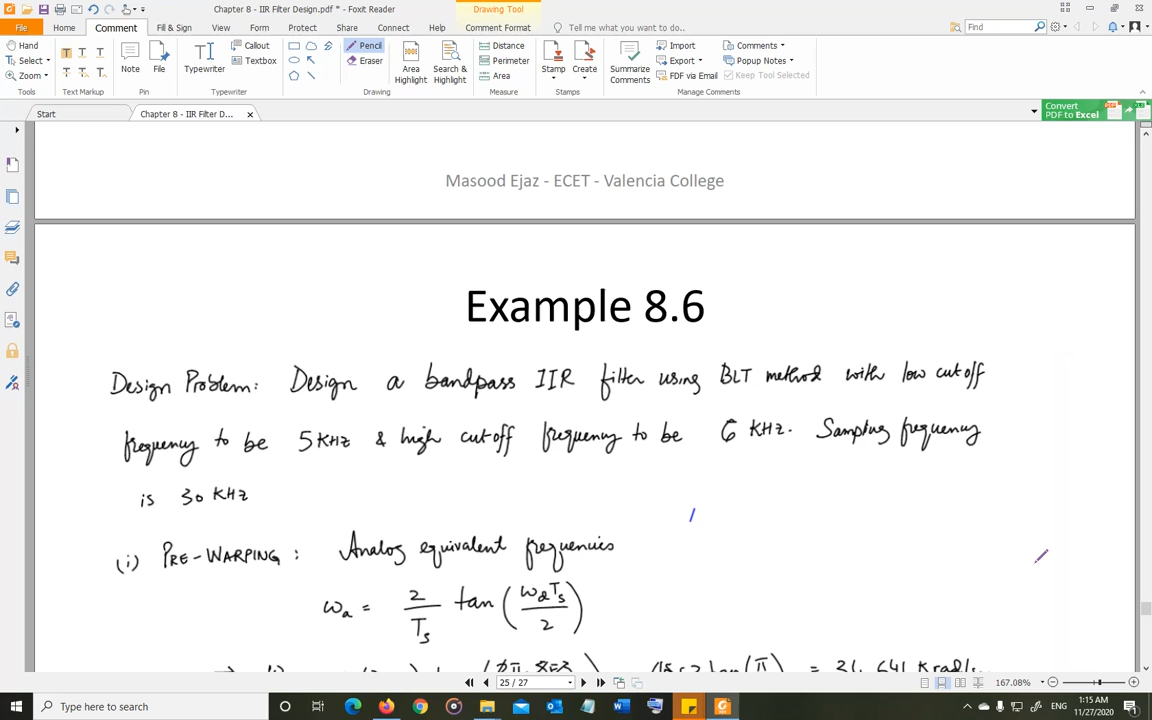 Chapter 8 - IIR Filter Design.pdf * - Foxit Reader
Drawing Tool
File Home Comment Fill & Sign View Form Protect Share Connect Help Extras Comment Format Tell me what you want to do... Find
Hand
Select
Zoom
Tools
T T T
T T T
Text Markup
Note
File
Pin
Typewriter
Callout
Textbox
Typewriter
Pencil
Eraser
Area Highlight
Search & Highlight
Drawing
Distance
Perimeter
Area
Measure
Stamp
Create
Stamps
Summarize Comments
Import
Export
FDF via Email
Comments
Popup Notes
Keep Tool Selected
Manage Comments
Start
Chapter 8 - IIR Filter D...
Convert
PDF to Excel
Masood Ejaz - ECET - Valencia College
Example 8.6
Design Problem: Design a bandpass IIR filter using BLT method with low cutoff
frequency to be 5 KHz & high cutoff frequency to be 6 KHz. Sampling frequency
is 30 KHz
(i) PRE-WARPING: Analog equivalent frequencies
ωa = 2/Ts tan (ωdTs/2)
= 31.641 K rad/s
25 / 27
167.08%
Type here to search
ENG
1:15 AM
11/27/2020